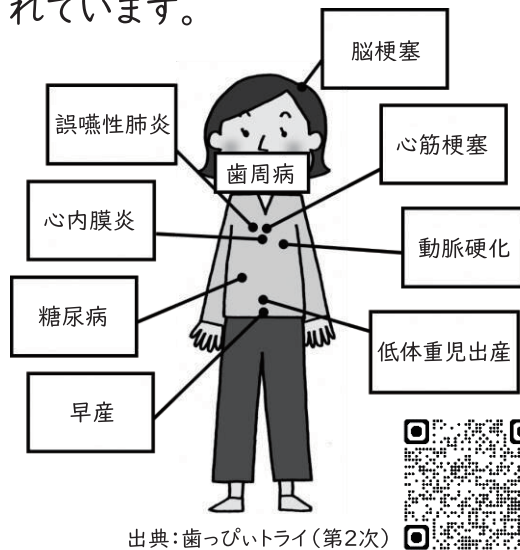 れています。
脳梗塞
誤嚥性肺炎
心筋梗塞
歯周病
心内膜炎
動脈硬化
糖尿病
低体重児出産
早産
出典:歯っぴいトライ(第2次)